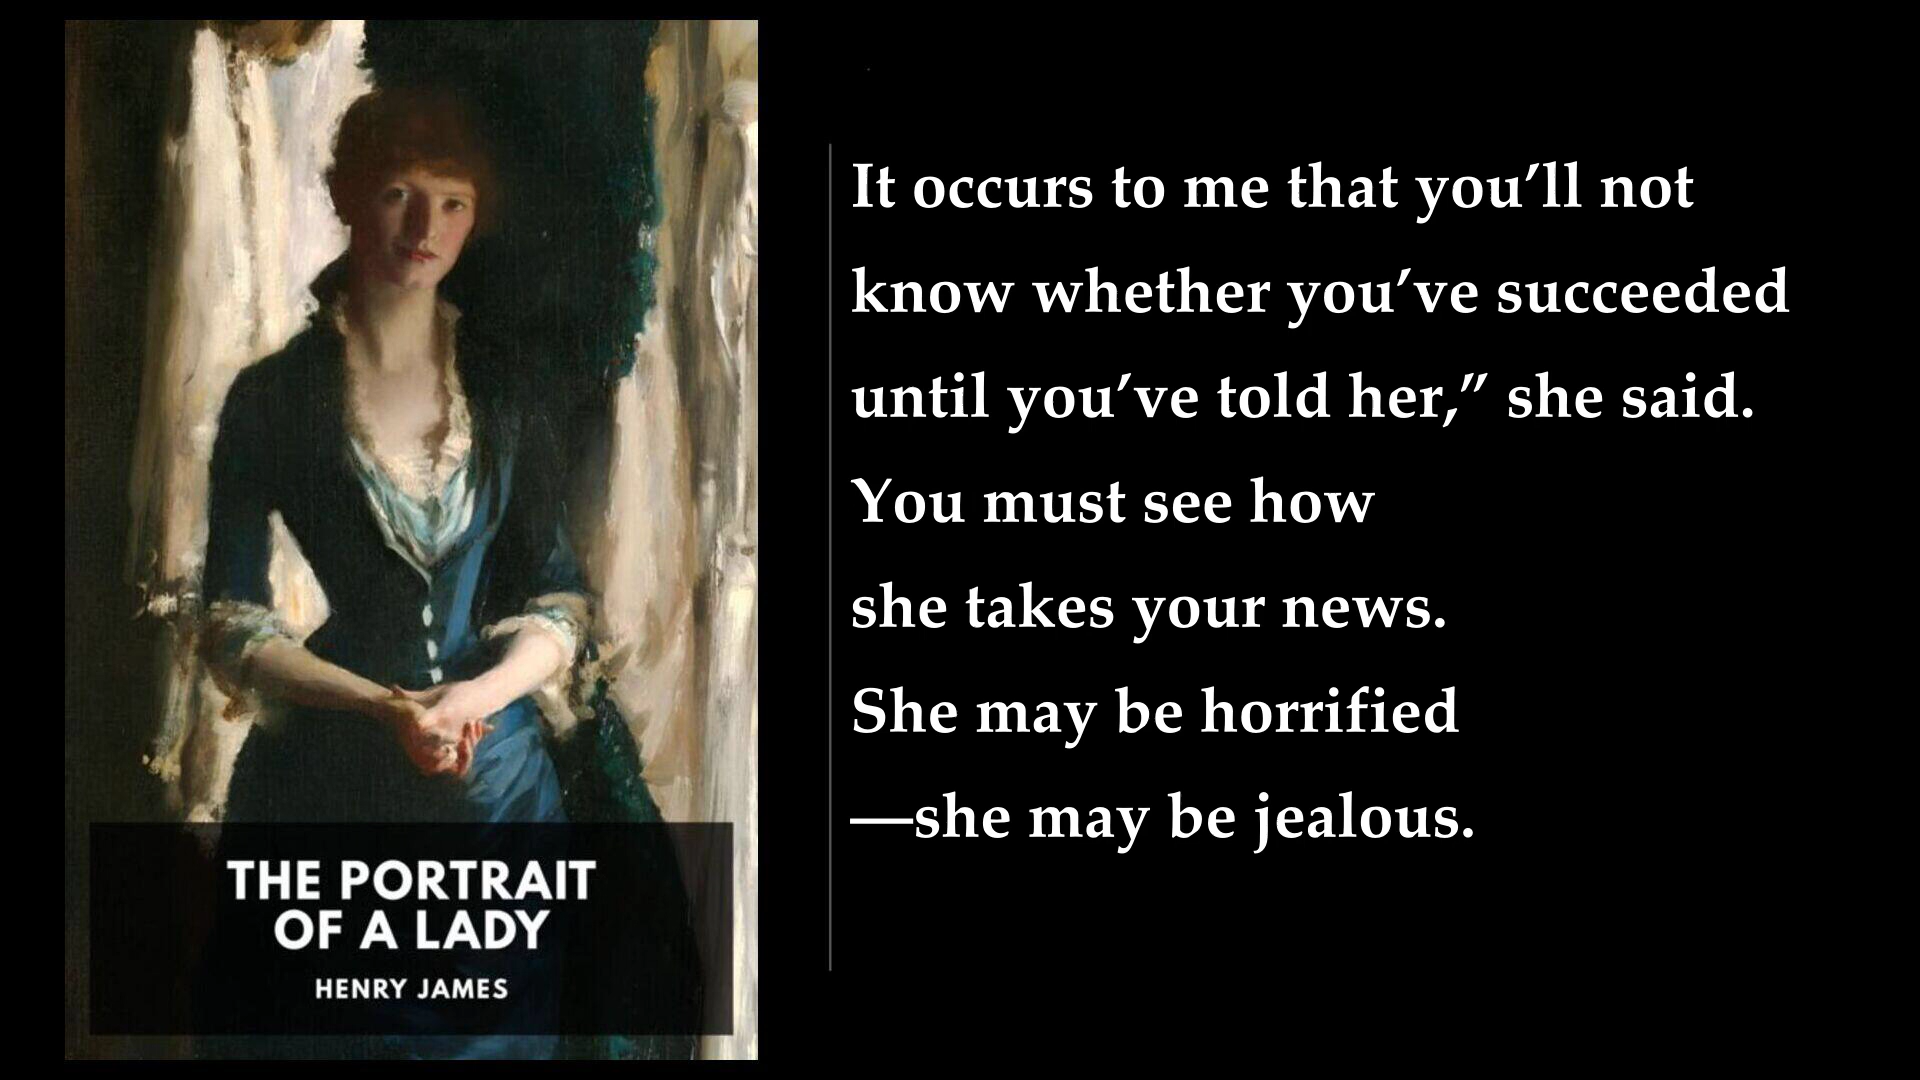 THE PORTRAIT
OF A LADY
HENRY JAMES
It occurs to me that you’ll not
know whether you’ve succeeded
until you’ve told her,” she said.
You must see how
she takes your news.
She may be horrified
—she may be jealous.